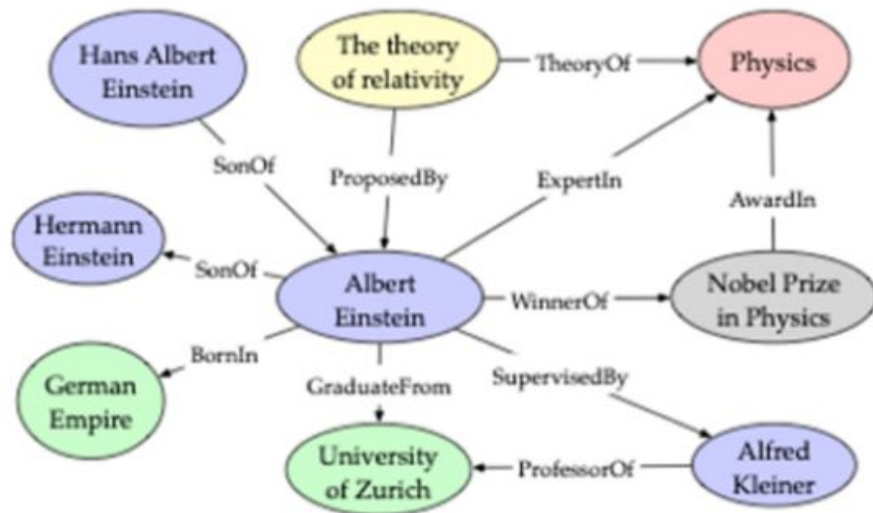 Hans Albert
Einstein
The theory
of relativity
TheoryOf
Physics
SonOf
ProposedBy
ExpertIn
AwardIn
Hermann
Einstein
SonOf
Albert
Einstein
WinnerOf
Nobel Prize
in Physics
BornIn
GraduateFrom
SupervisedBy
German
Empire
University
of Zurich
ProfessorOf
Alfred
Kleiner